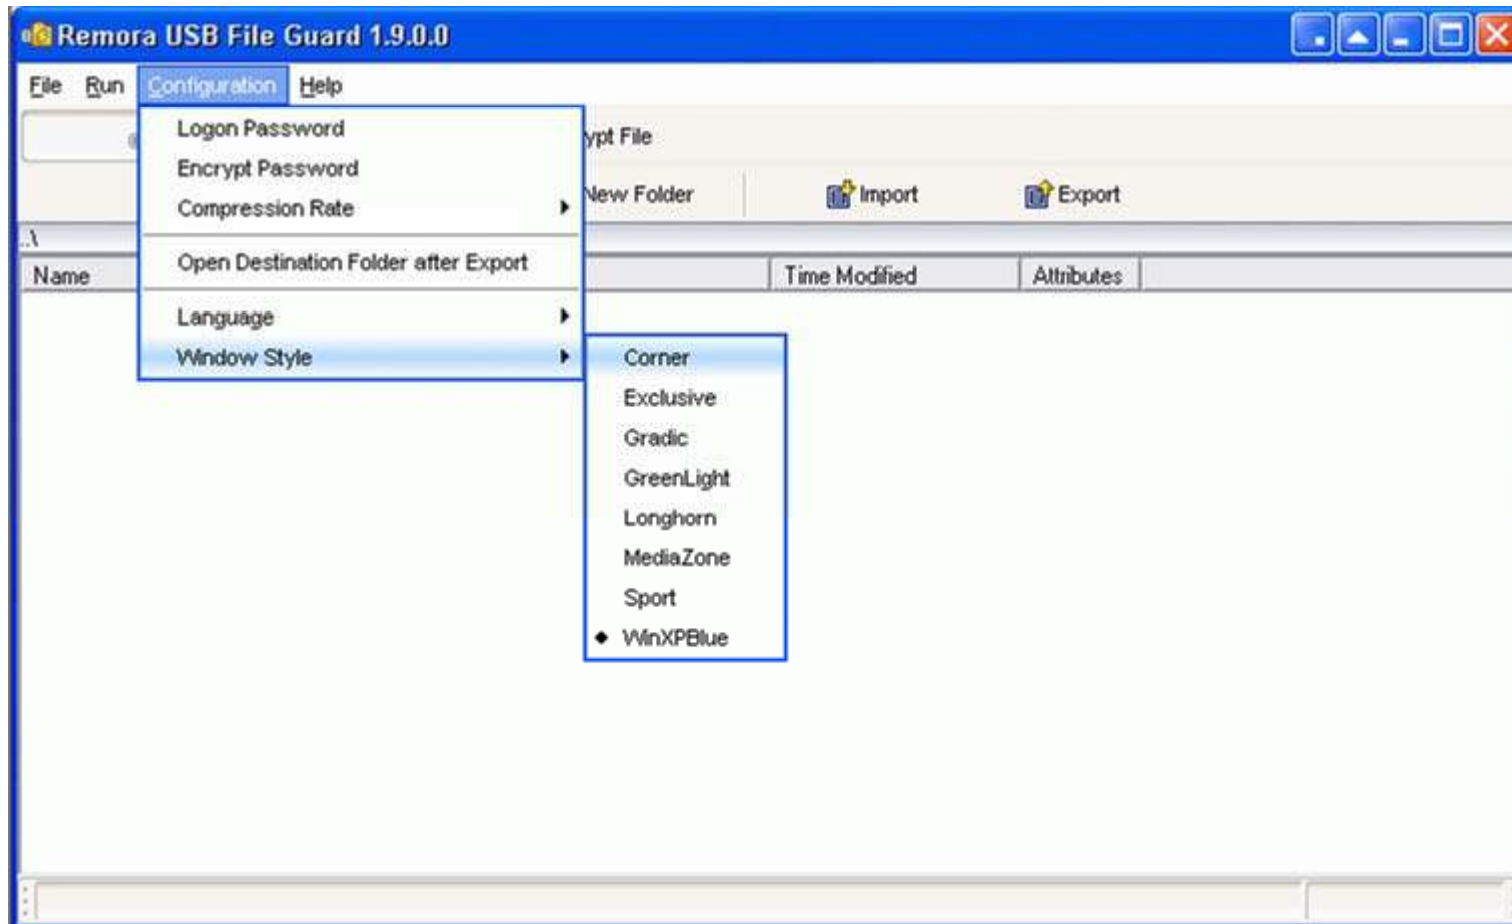 Remora USB File Guard 1.9.0.0
File Run Configuration Help
Logon Password
Encrypt Password
Compression Rate
Open Destination Folder after Export
Language
Window Style
File
New Folder Import Export
..\
Name Time Modified Attributes
Corner
Exclusive
Gradic
GreenLight
Longhorn
MediaZone
Sport
WinXPBlue